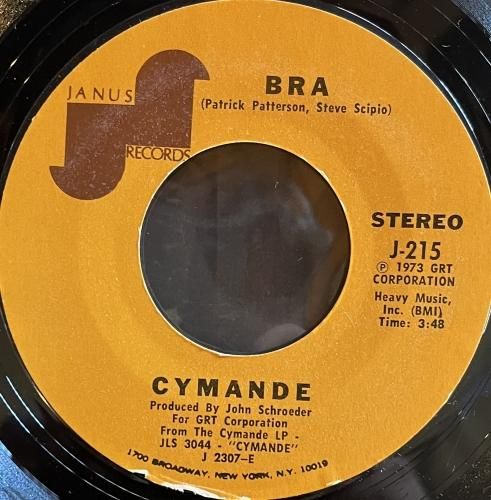 JANUS
RECORDS
BRA
(Patrick Patterson, Steve Scipio)
STEREO
J-215
Ⓟ 1973 GRT
CORPORATION
Heavy Music,
Inc. (BMI)
Time: 3:48
CYMANDE
Produced By John Schroeder
For GRT Corporation
From The Cymande LP -
JLS 3044 - "CYMANDE"
J 2307-E
1700 BROADWAY, NEW YORK, N.Y. 10019